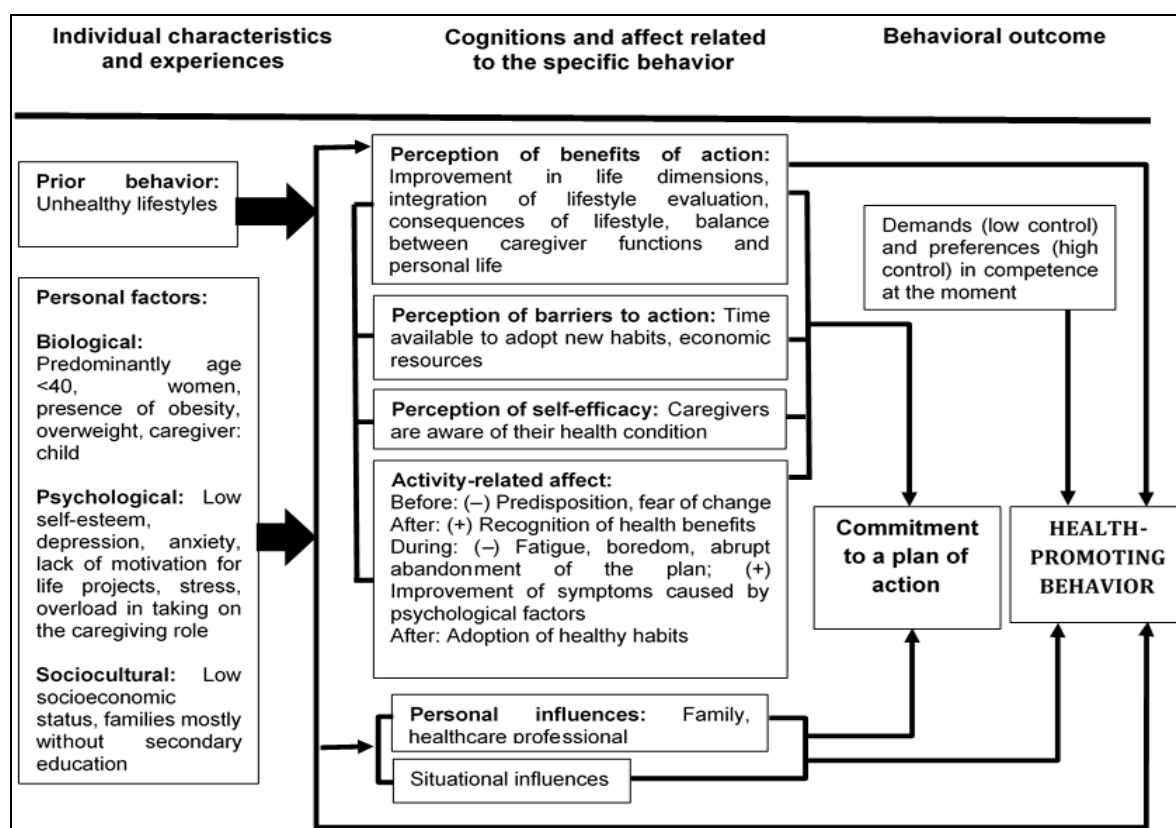 Individual characteristics
and experiences
Cognitions and affect related
to the specific behavior
Behavioral outcome
Prior behavior:
Unhealthy lifestyles
Personal factors:
Biological:
Predominantly age
<40, women,
presence of obesity,
overweight, caregiver:
child
Psychological: Low
self-esteem,
depression, anxiety,
lack of motivation for
life projects, stress,
overload in taking on
the caregiving role
Sociocultural: Low
socioeconomic
status, families mostly
without secondary
education
Perception of benefits of action:
Improvement in life dimensions,
integration of lifestyle evaluation,
consequences of lifestyle, balance
between caregiver functions and
personal life
Perception of barriers to action: Time
available to adopt new habits, economic
resources
Perception of self-efficacy: Caregivers
are aware of their health condition
Activity-related affect:
Before: (–) Predisposition, fear of change
After: (+) Recognition of health benefits
During: (–) Fatigue, boredom, abrupt
abandonment of the plan; (+)
Improvement of symptoms caused by
psychological factors
After: Adoption of healthy habits
Personal influences: Family,
healthcare professional
Situational influences
Demands (low control)
and preferences (high
control) in competence
at the moment
Commitment
to a plan of
action
HEALTH-
PROMOTING
BEHAVIOR